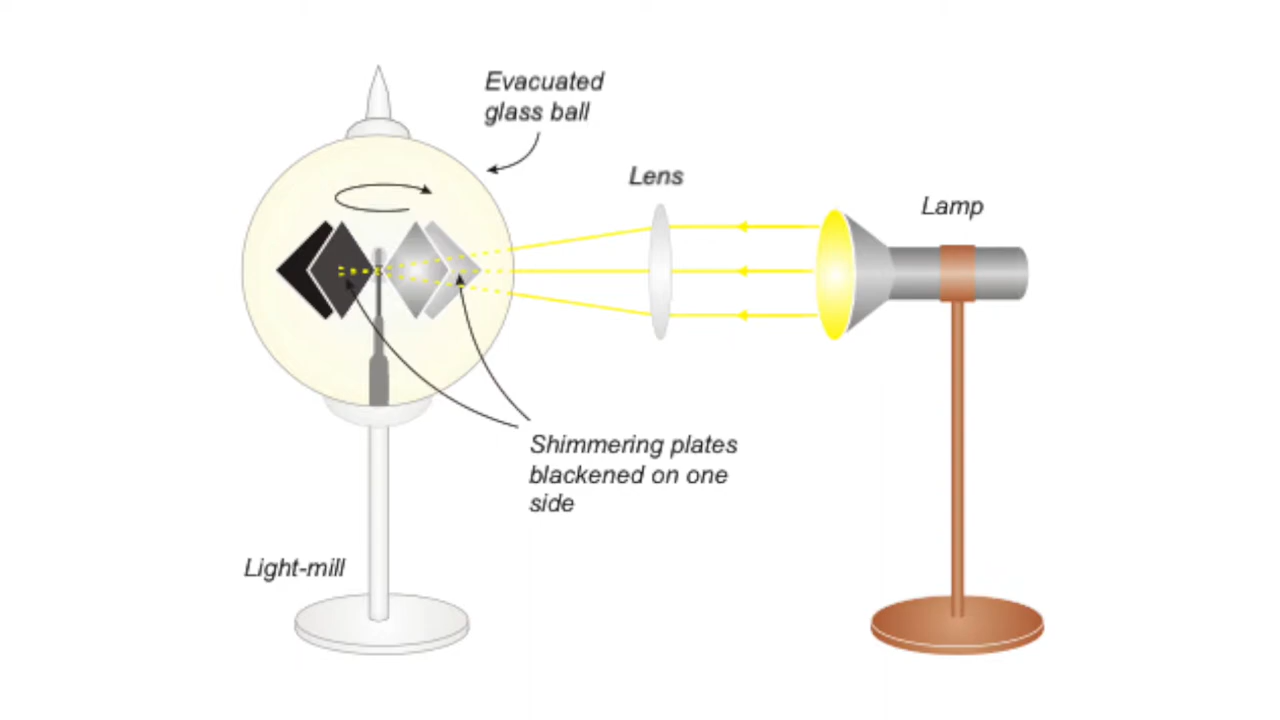 Evacuated
glass ball
Lens
Lamp
Shimmering plates
blackened on one
side
Light-mill